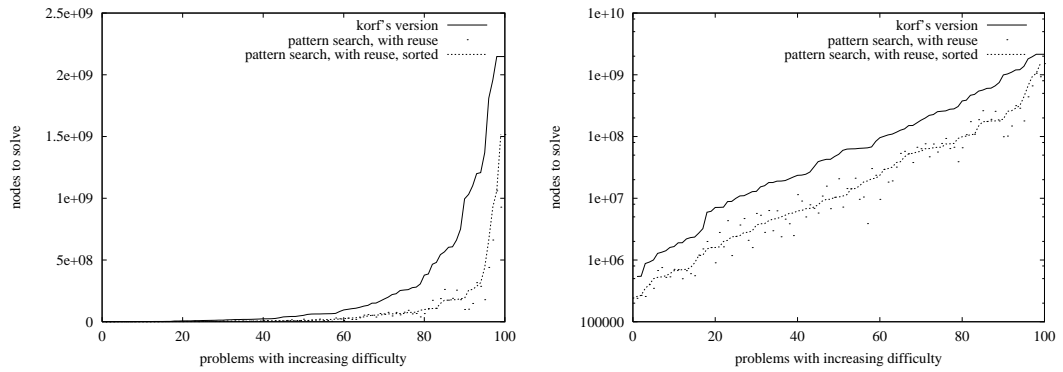 2.5e+09
2e+09
1.5e+09
1e+09
5e+08
0
0 20 40 60 80 100
nodes to solve
problems with increasing difficulty
korf's version
pattern search, with reuse
pattern search, with reuse, sorted
1e+10
1e+09
1e+08
1e+07
1e+06
100000
0 20 40 60 80 100
nodes to solve
problems with increasing difficulty
korf's version
pattern search, with reuse
pattern search, with reuse, sorted